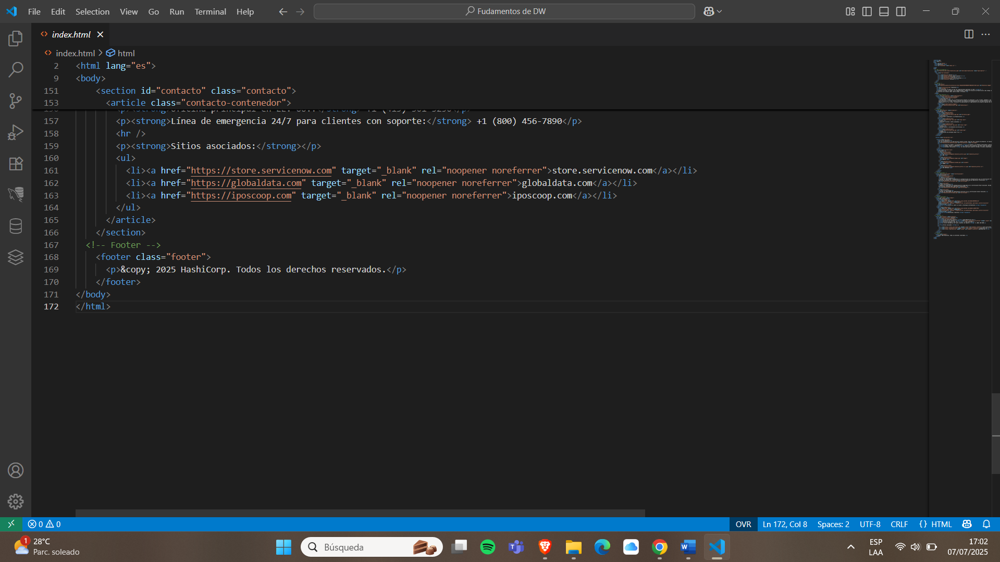 File Edit Selection View Go Run Terminal Help Fudamentos de DW
index.html
index.html > html
2 <html lang="es">
9 <body>
151 <section id="contacto" class="contacto">
153 <article class="contacto-contenedor">
157 <p><strong>Línea de emergencia 24/7 para clientes con soporte:</strong> +1 (800) 456-7890</p>
158 <hr />
159 <p><strong>Sitios asociados:</strong></p>
160 <ul>
161 <li><a href="https://store.servicenow.com" target="_blank" rel="noopener noreferrer">store.servicenow.com</a></li>
162 <li><a href="https://globaldata.com" target="_blank" rel="noopener noreferrer">globaldata.com</a></li>
163 <li><a href="https://iposcoop.com" target="_blank" rel="noopener noreferrer">iposcoop.com</a></li>
164 </ul>
165 </article>
166 </section>
167 <!-- Footer -->
168 <footer class="footer">
169 <p>&copy; 2025 HashiCorp. Todos los derechos reservados.</p>
170 </footer>
171 </body>
172 </html>
0 0 OVR Ln 172, Col 8 Spaces: 2 UTF-8 CRLF {} HTML
1 28°C
Parc. soleado
Búsqueda
ESP
LAA
17:02
07/07/2025